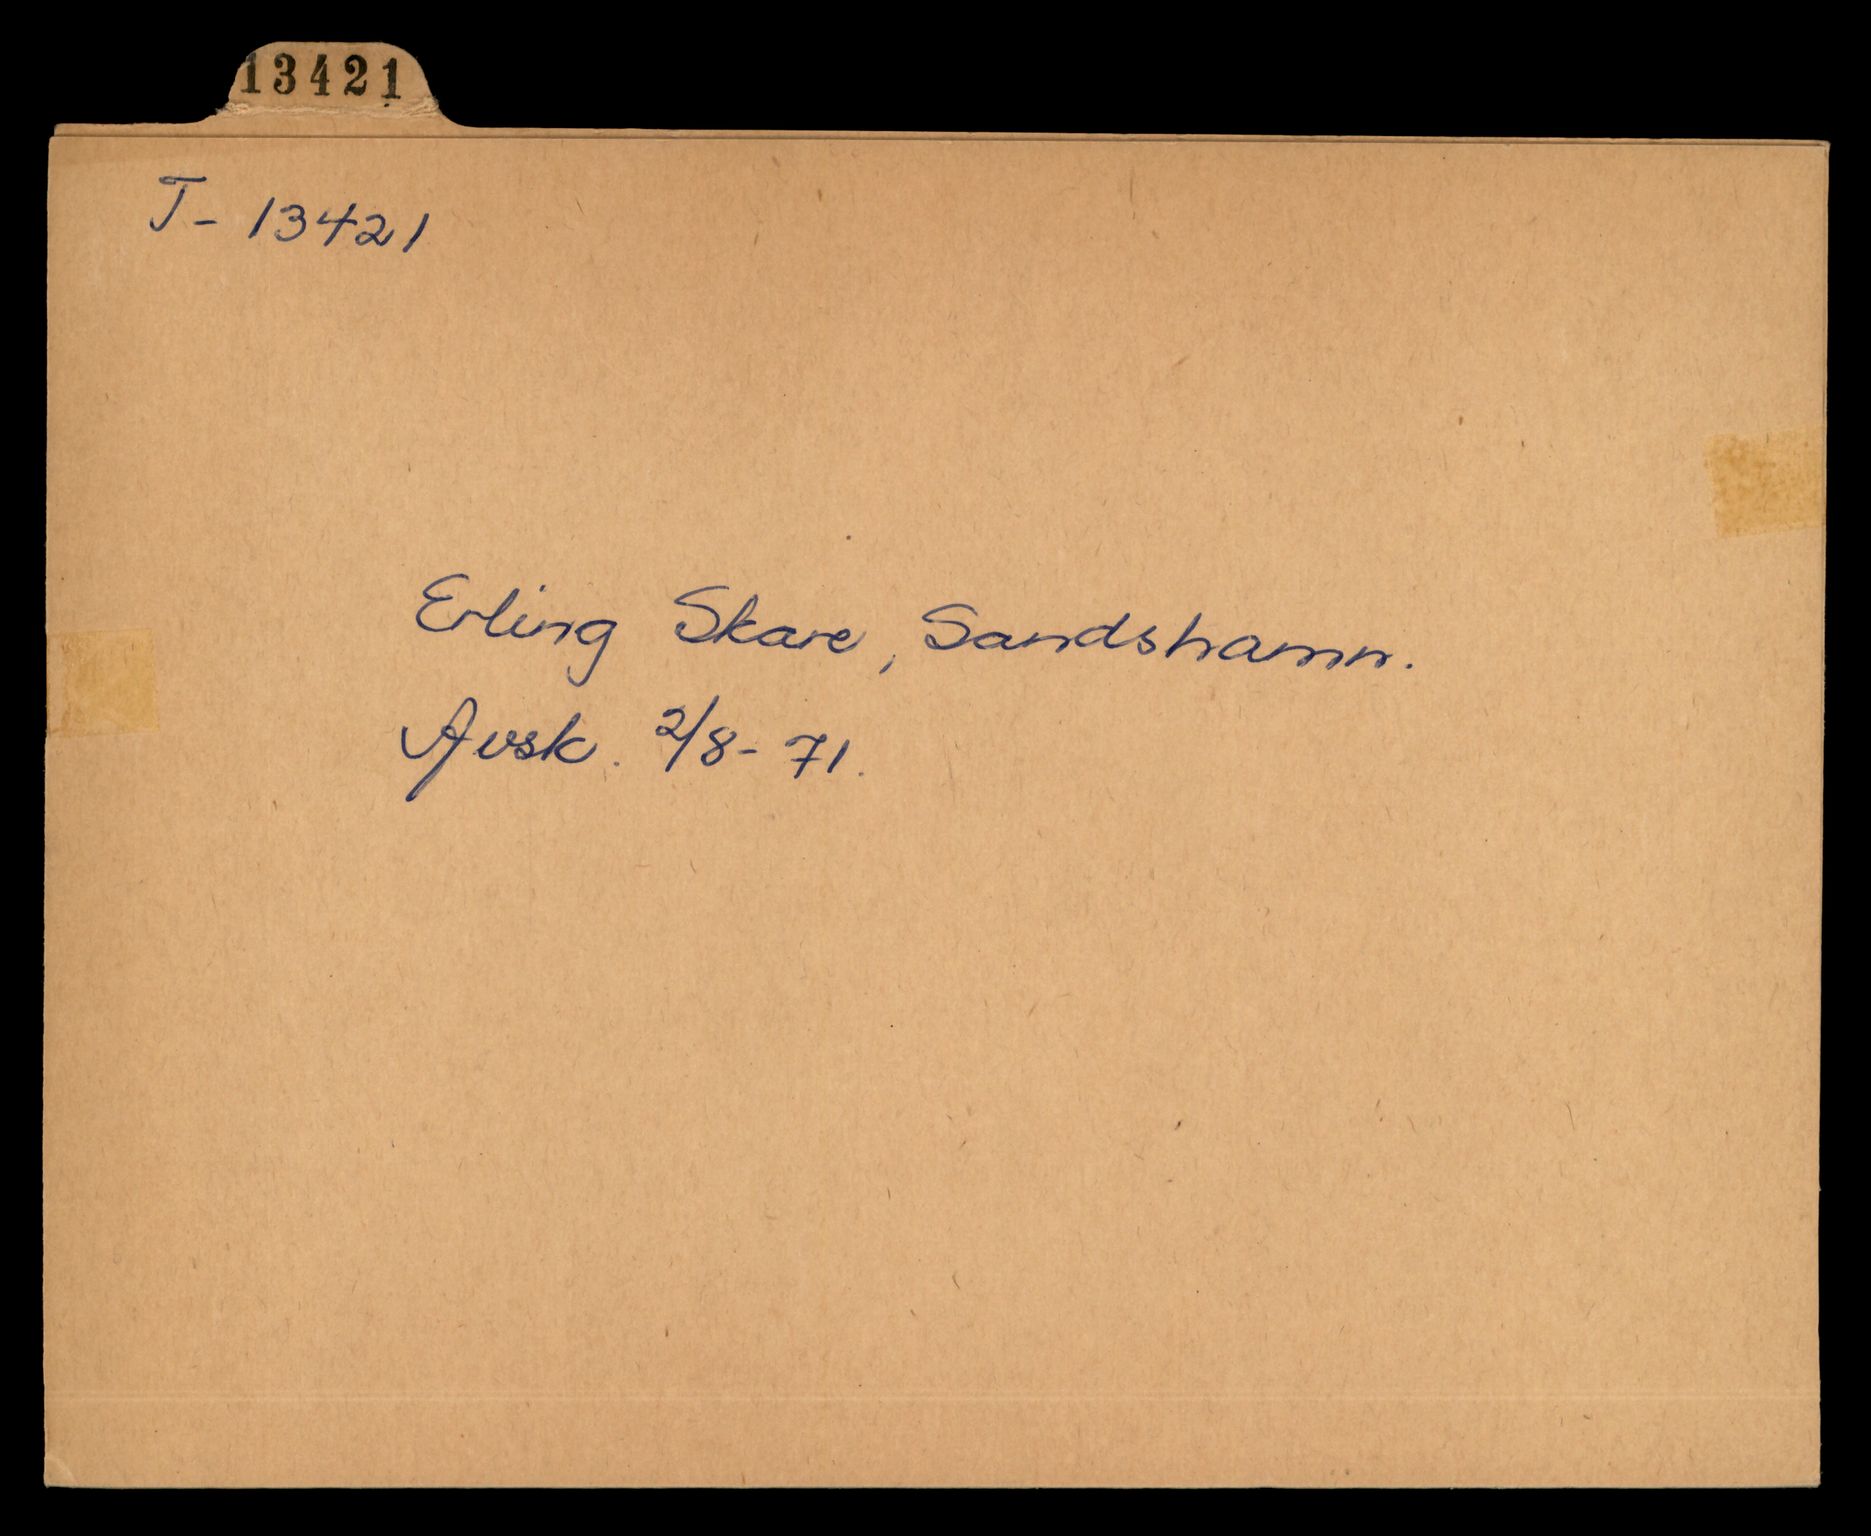 13421
T- 13421
Erling Skare, Sandshamn.
Avsk. 2/8- 71.